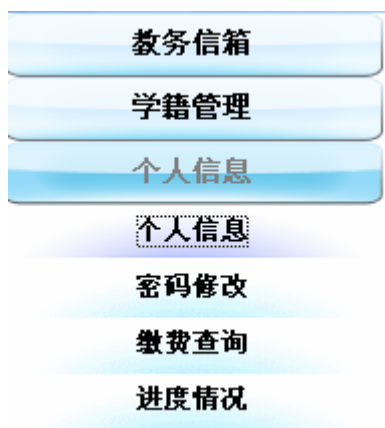 教务信箱
学籍管理
个人信息
个人信息
密码修改
缴费查询
进度情况